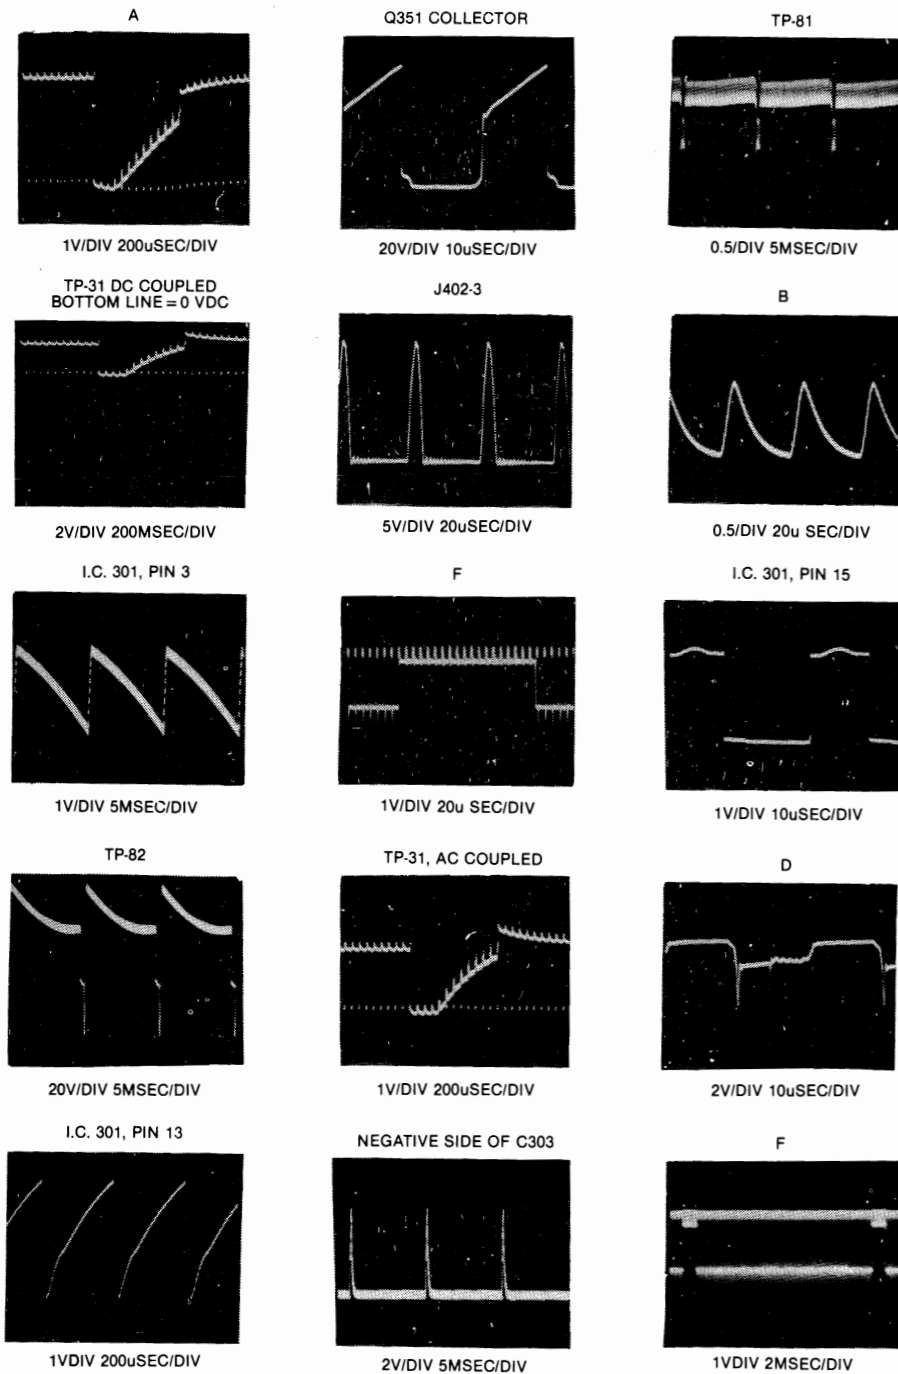 A
Q351 COLLECTOR
TP-81
1V/DIV 200uSEC/DIV
20V/DIV 10uSEC/DIV
0.5/DIV 5MSEC/DIV
TP-31 DC COUPLED
BOTTOM LINE = 0 VDC
J402-3
B
2V/DIV 200MSEC/DIV
5V/DIV 20uSEC/DIV
0.5/DIV 20u SEC/DIV
I.C. 301, PIN 3
F
I.C. 301, PIN 15
1V/DIV 5MSEC/DIV
1V/DIV 20u SEC/DIV
1V/DIV 10uSEC/DIV
TP-82
TP-31, AC COUPLED
D
20V/DIV 5MSEC/DIV
1V/DIV 200uSEC/DIV
2V/DIV 10uSEC/DIV
I.C. 301, PIN 13
NEGATIVE SIDE OF C303
F
1VDIV 200uSEC/DIV
2V/DIV 5MSEC/DIV
1VDIV 2MSEC/DIV